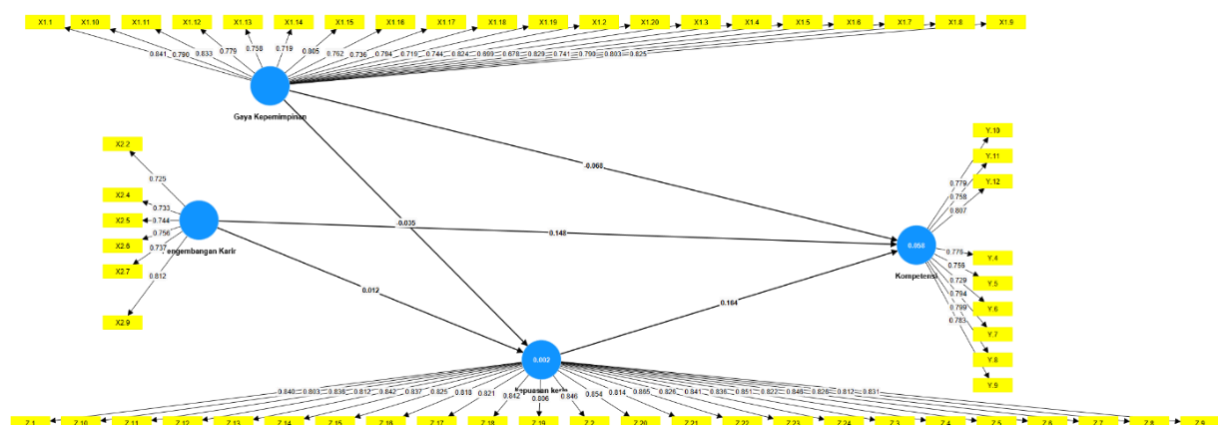 X1.1 X1.10 X1.11 X1.12 X1.13 X1.14 X1.15 X1.16 X1.17 X1.18 X1.19 X1.2 X1.20 X1.3 X1.4 X1.5 X1.6 X1.7 X1.8 X1.9
0.841 0.790 0.833 0.779 0.758 0.719 0.805 0.762 0.736 0.794 0.719 0.744 0.824 0.693 0.678 0.829 0.741 0.790 0.803 0.825
Gaya Kepemimpinan
X2.2
X2.4
X2.5
X2.6
X2.7
X2.9
0.725
0.733
0.744
0.756
0.737
0.812
engembangan Karir
-0.060
-0.035
0.148
0.012
0.164
Y.10
Y.11
Y.12
0.779
0.758
0.807
Kompetensi
0.776
0.756
0.729
0.794
0.799
0.783
Y.4
Y.5
Y.6
Y.7
Y.8
Y.9
0.002
epuasan kerja
0.840 0.803 0.836 0.812 0.842 0.837 0.825 0.818 0.821 0.842 0.806 0.846 0.854 0.814 0.865 0.826 0.841 0.836 0.851 0.822 0.845 0.812 0.831
Z.1 Z.10 Z.11 Z.12 Z.13 Z.14 Z.15 Z.16 Z.17 Z.18 Z.19 Z.2 Z.20 Z.21 Z.22 Z.23 Z.24 Z.3 Z.4 Z.5 Z.6 Z.7 Z.8 Z.9